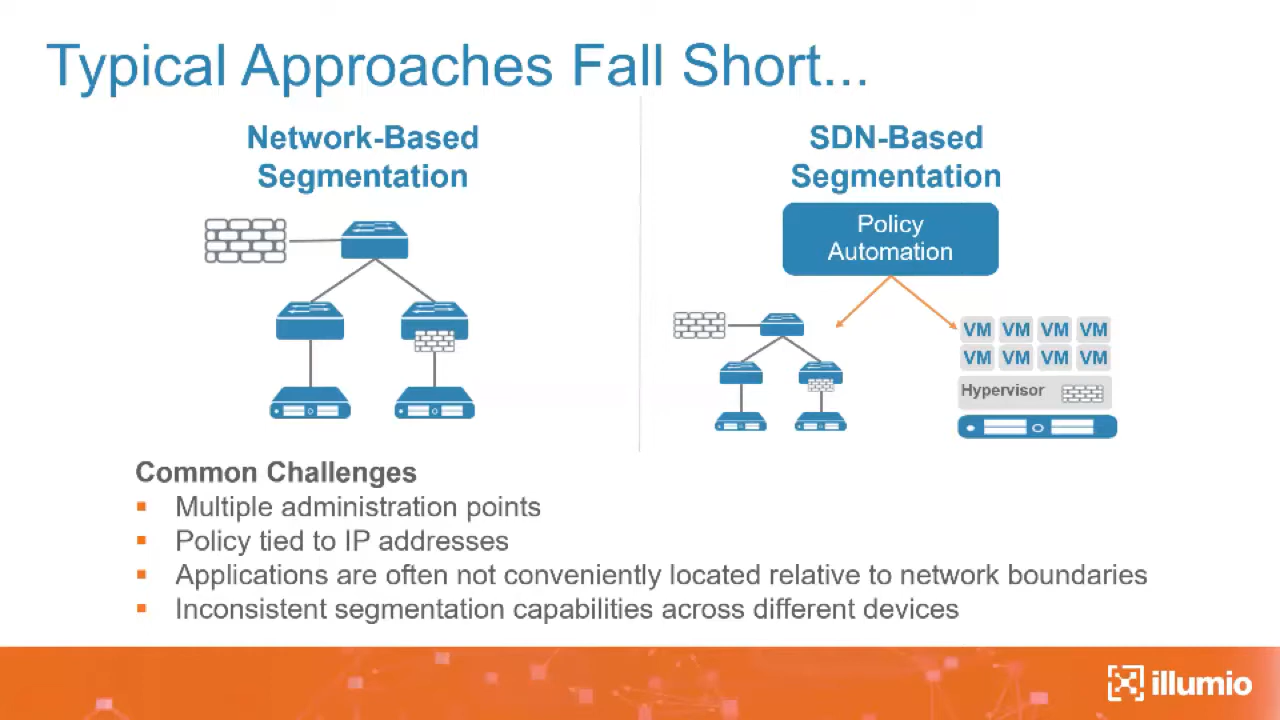 Typical Approaches Fall Short...
Network-Based
Segmentation
SDN-Based
Segmentation
Policy
Automation
VM VM VM VM
VM VM VM VM
Hypervisor
Common Challenges
Multiple administration points
Policy tied to IP addresses
Applications are often not conveniently located relative to network boundaries
Inconsistent segmentation capabilities across different devices
illumio